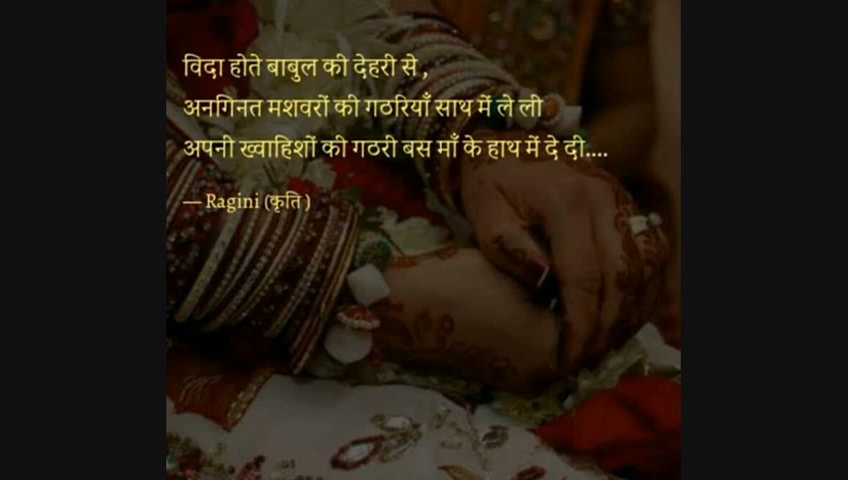 विदा होते बाबुल की देहरी से ,
अनगिनत मशवरों की गठरियाँ साथ में ले ली
अपनी ख्वाहिशों की गठरी बस माँ के हाथ में दे दी....
— Ragini (कृति )